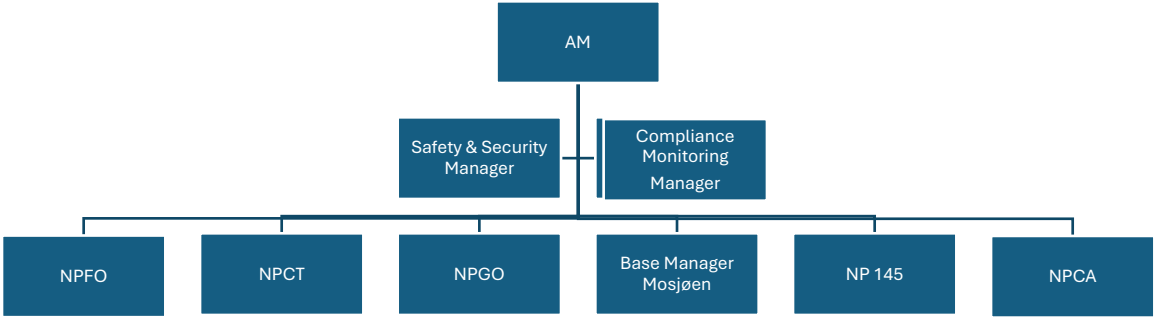 AM
Safety & Security
Manager
Compliance
Monitoring
Manager
NPFO
NPCT
NPGO
Base Manager
Mosjøen
NP 145
NPCA